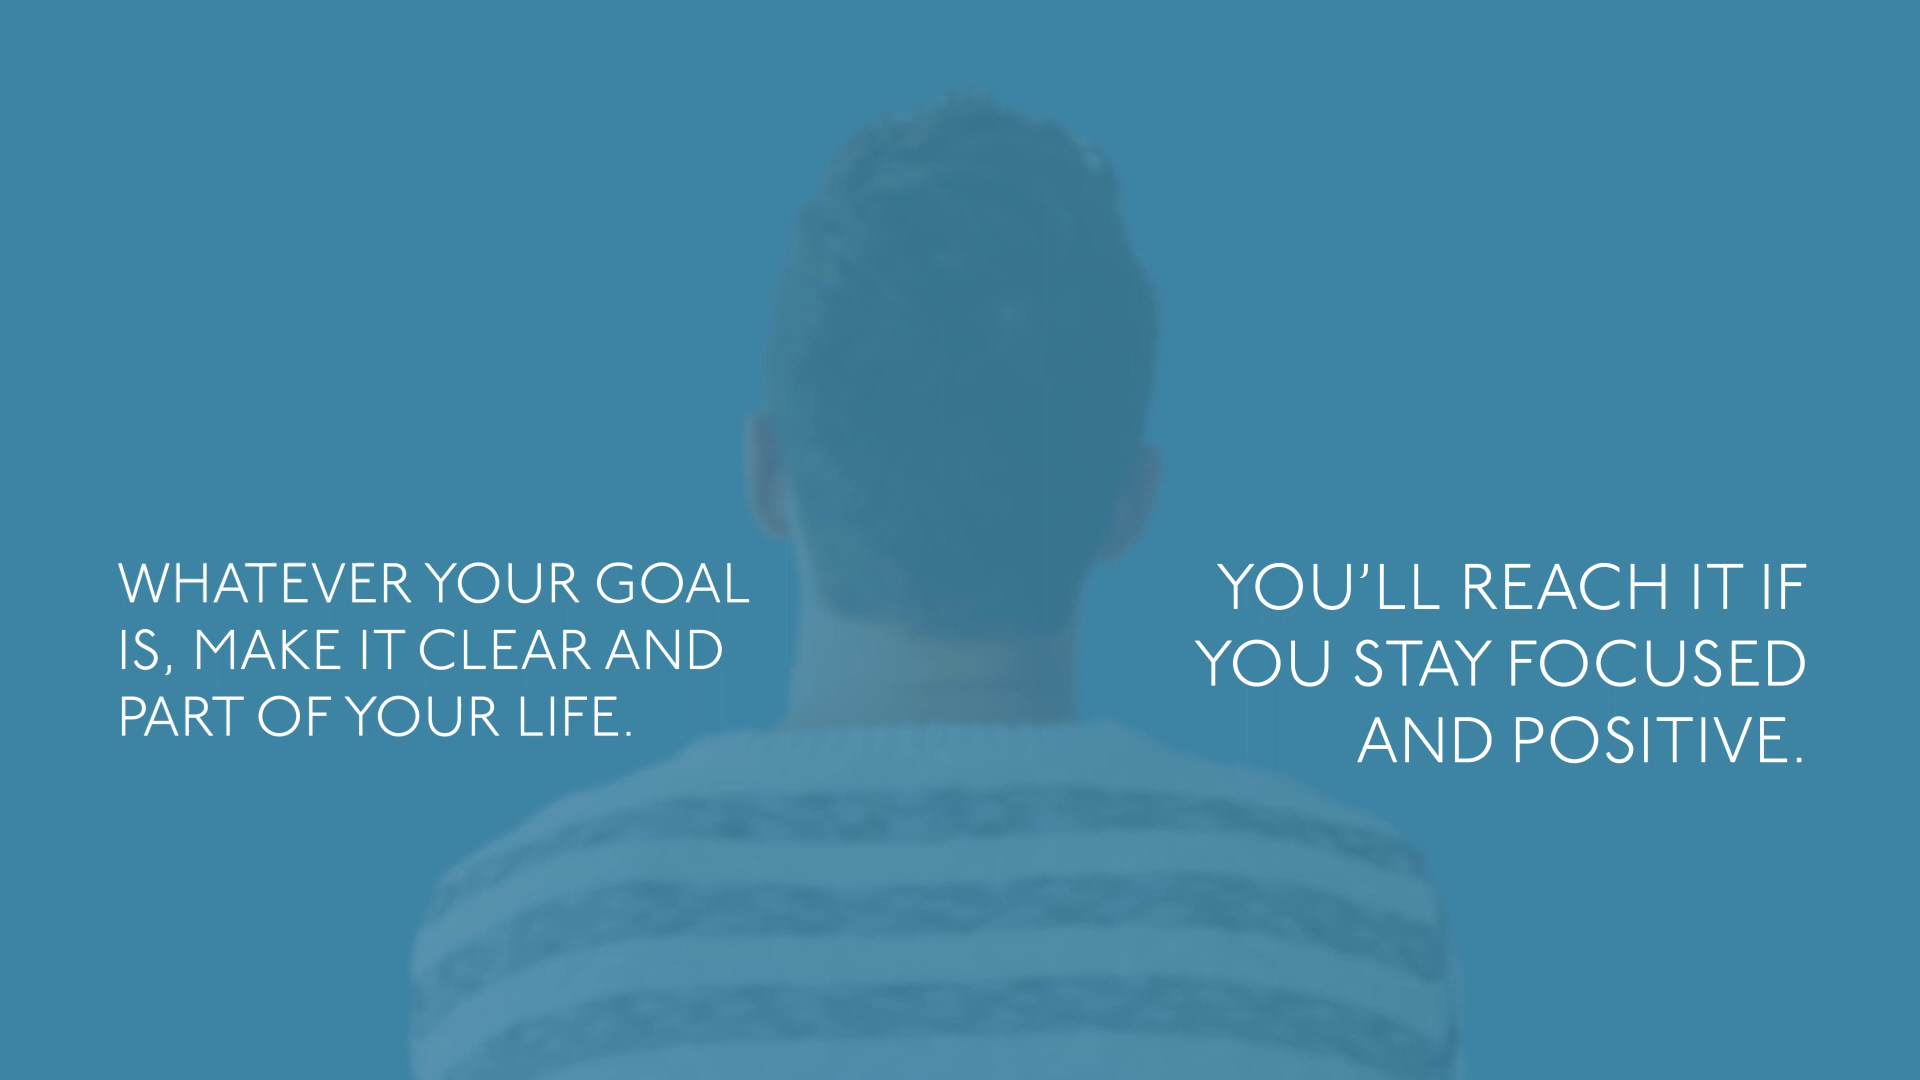 WHATEVER YOUR GOAL
IS, MAKE IT CLEAR AND
PART OF YOUR LIFE.
YOU’LL REACH IT IF
YOU STAY FOCUSED
AND POSITIVE.